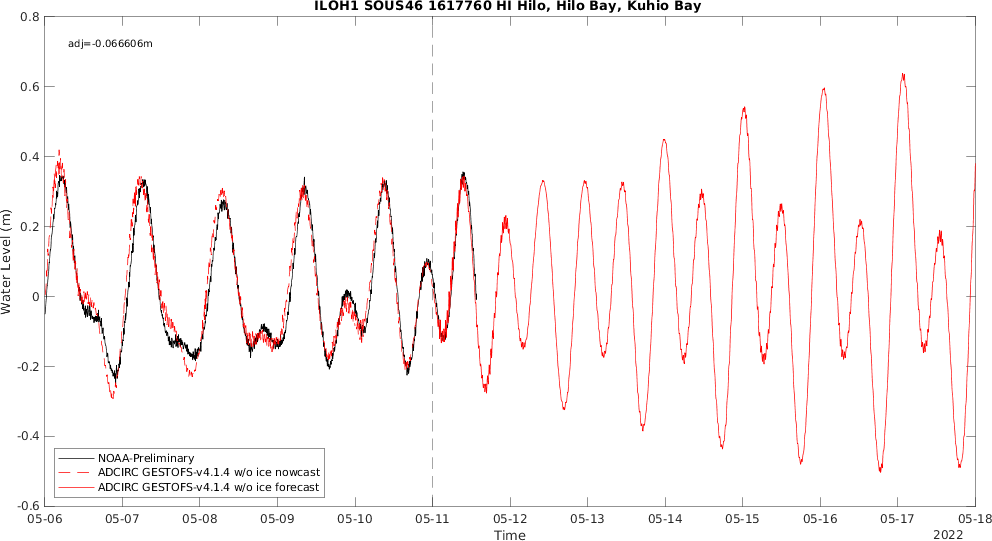 ILOH1 SOUS46 1617760 HI Hilo, Hilo Bay, Kuhio Bay
adj=-0.066606m
Water Level (m)
0.8
0.6
0.4
0.2
0
-0.2
-0.4
-0.6
NOAA-Preliminary
ADCIRC GESTOFS-v4.1.4 w/o ice nowcast
ADCIRC GESTOFS-v4.1.4 w/o ice forecast
05-06 05-07 05-08 05-09 05-10 05-11 05-12 05-13 05-14 05-15 05-16 05-17 05-18
Time
2022